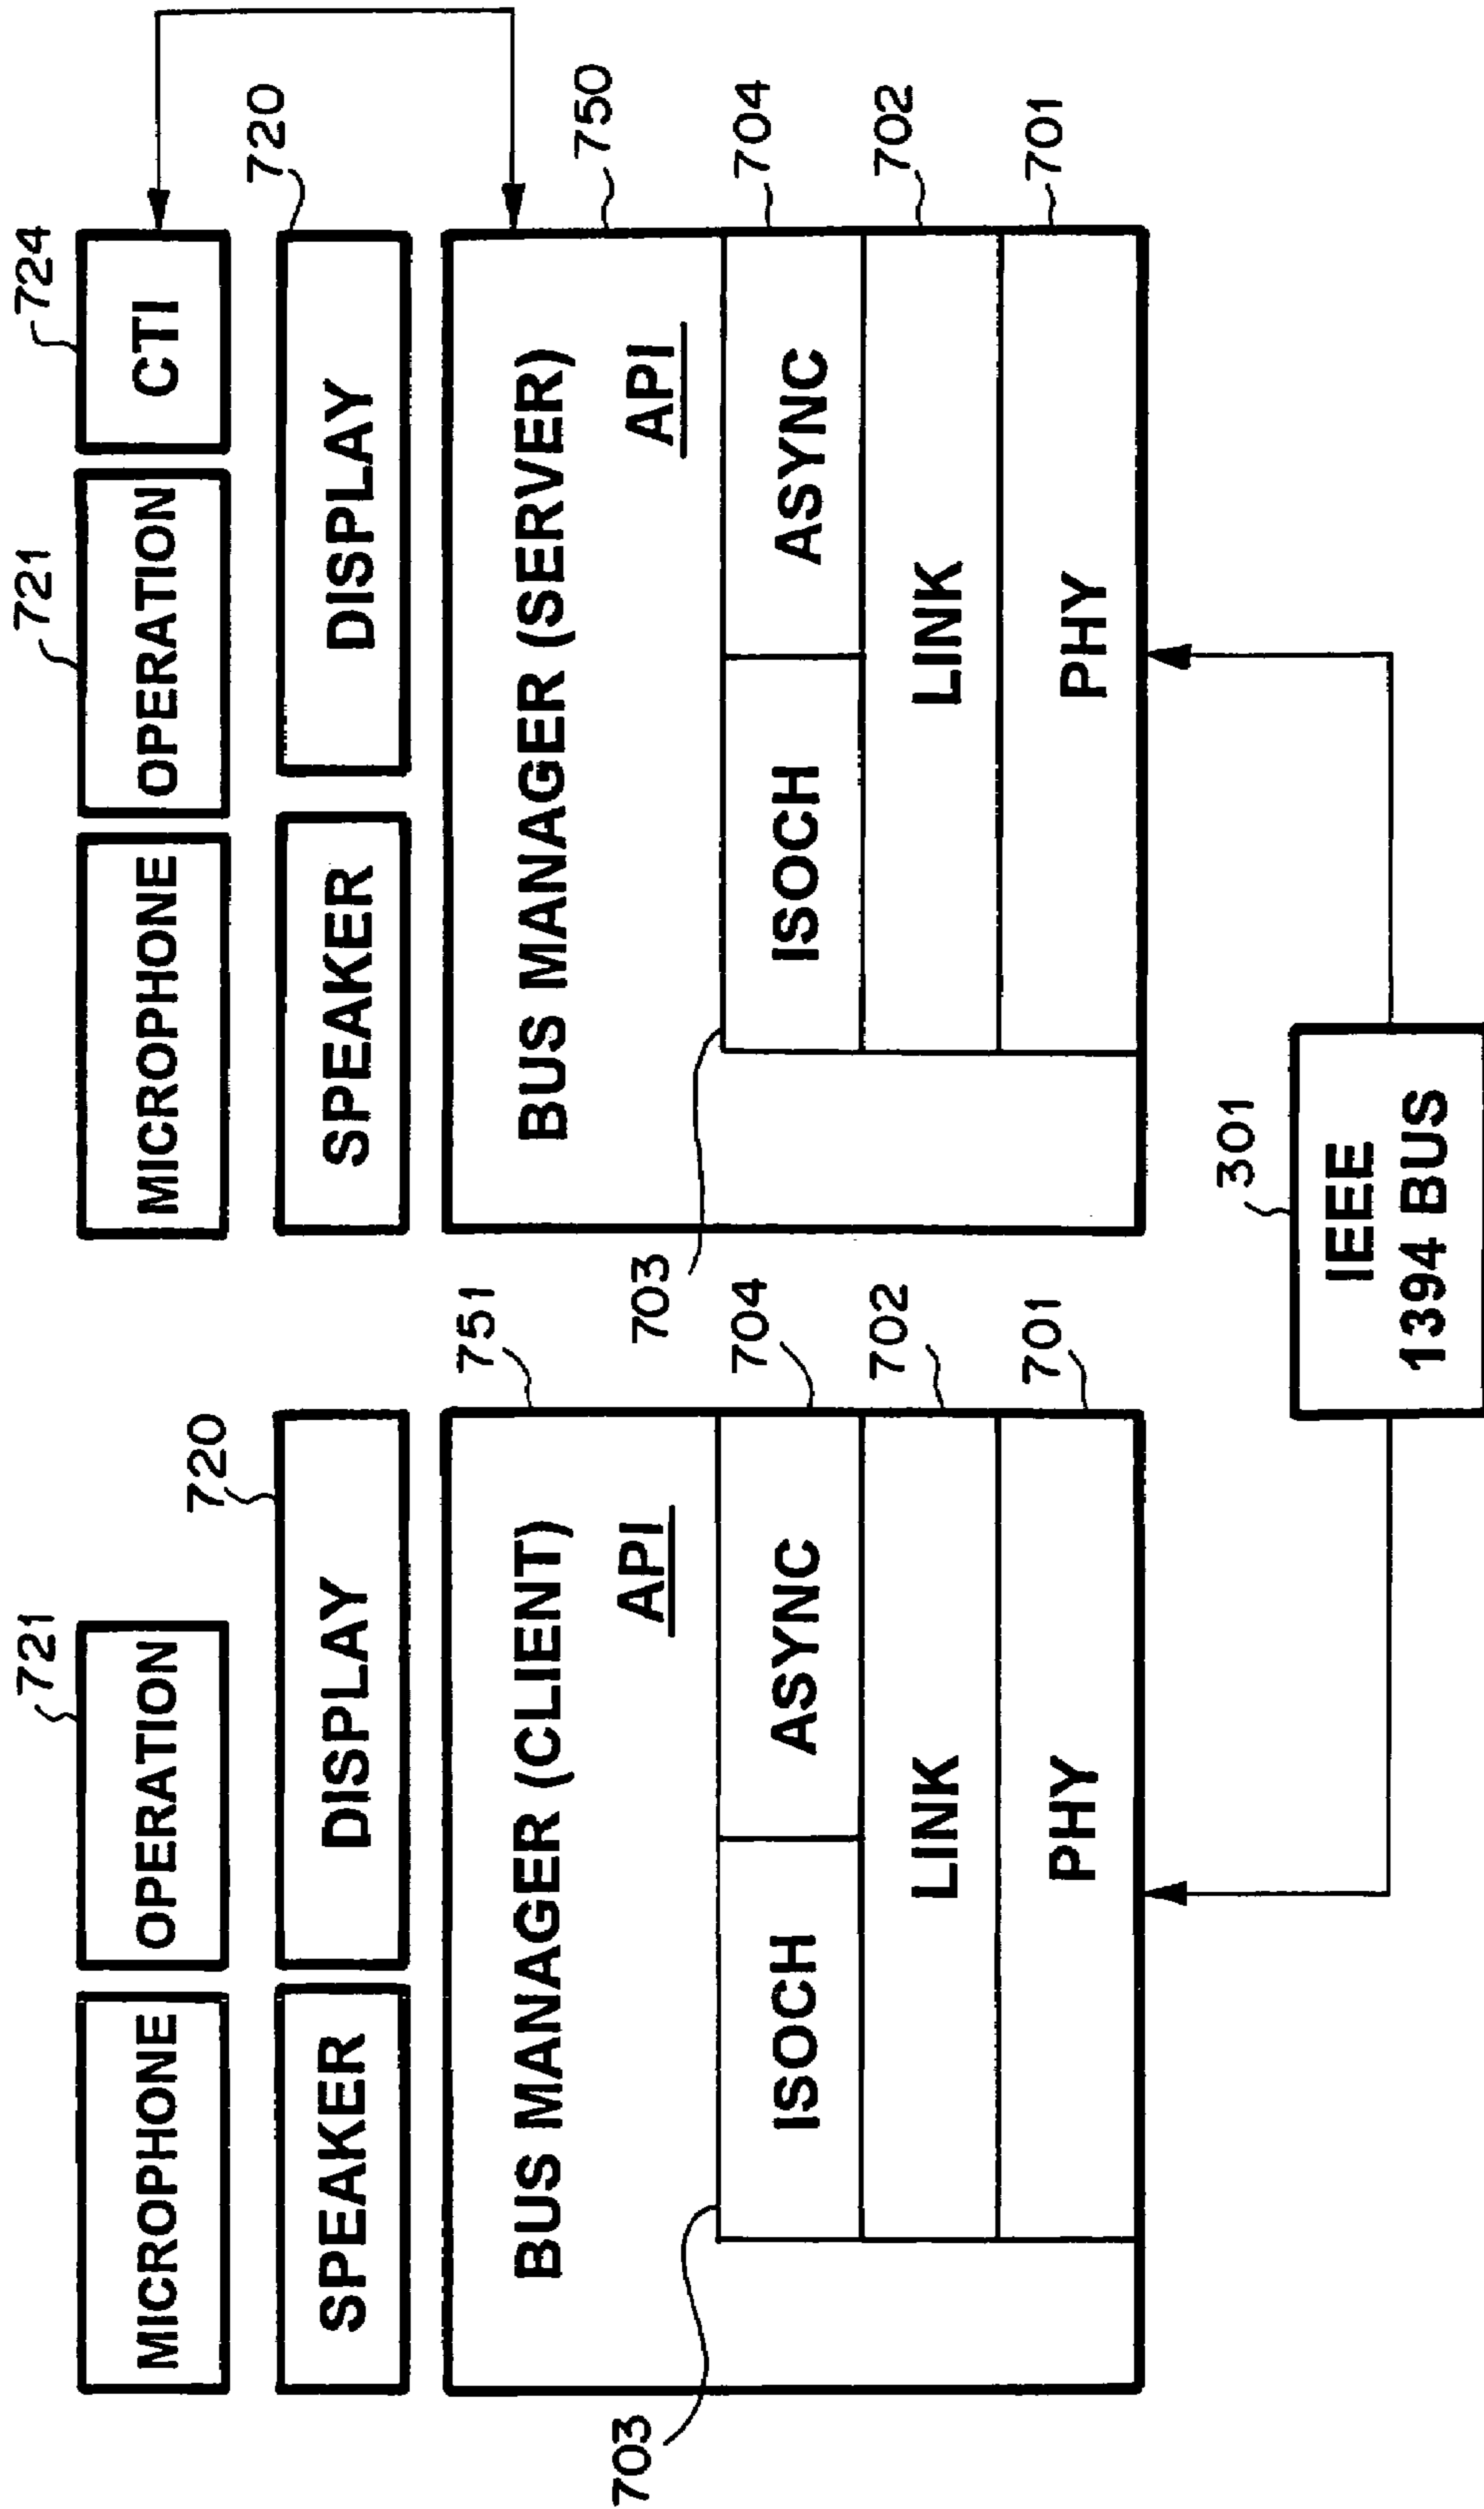 721
MICROPHONE
OPERATION
720
SPEAKER
DISPLAY
751
BUS MANAGER (CLIENT)
API
703
704
ISOCH
ASYNC
702
LINK
701
PHY
721
724
MICROPHONE
OPERATION
CTI
720
SPEAKER
DISPLAY
750
BUS MANAGER (SERVER)
API
703
704
ISOCH
ASYNC
702
LINK
701
PHY
301
IEEE
1394 BUS